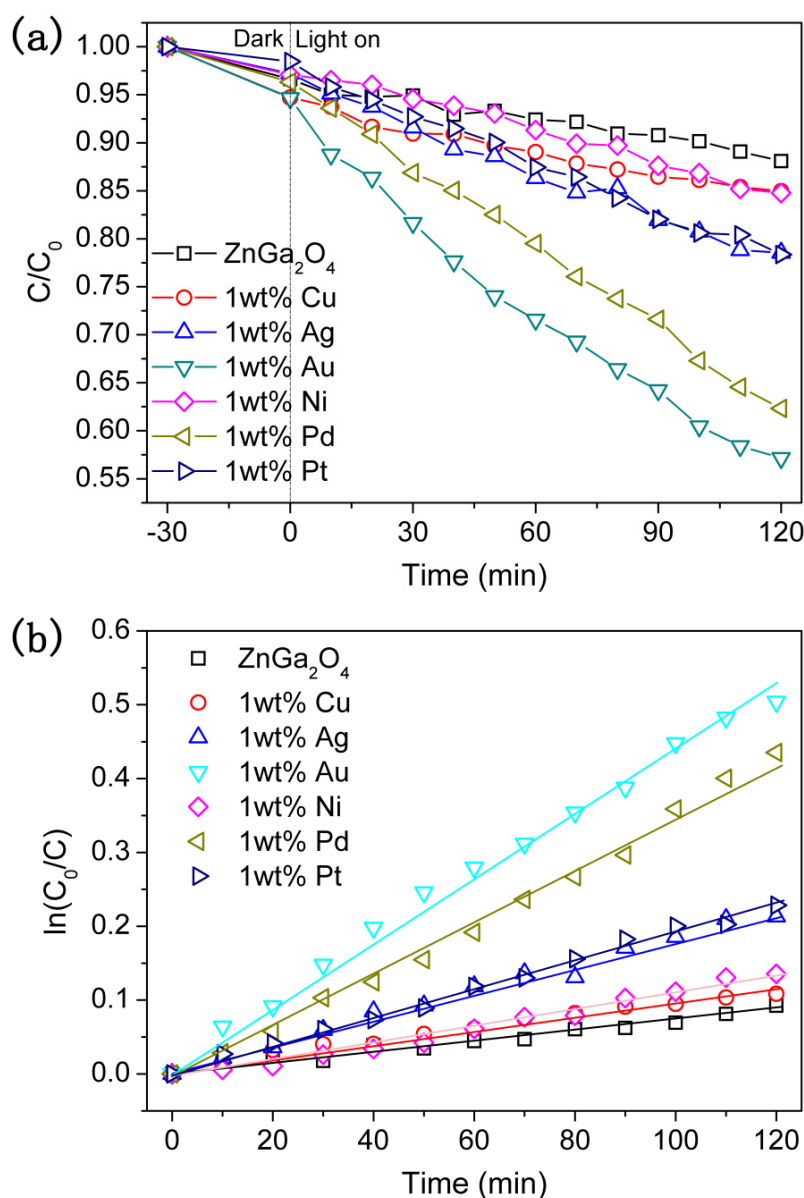 (a)
Dark Light on
1.00
0.95
0.90
0.85
0.80
0.75
0.70
0.65
0.60
0.55
C/C₀
ZnGa₂O₄
1wt% Cu
1wt% Ag
1wt% Au
1wt% Ni
1wt% Pd
1wt% Pt
-30 0 30 60 90 120
Time (min)
(b)
0.6
0.5
0.4
0.3
0.2
0.1
0.0
ln(C₀/C)
ZnGa₂O₄
1wt% Cu
1wt% Ag
1wt% Au
1wt% Ni
1wt% Pd
1wt% Pt
0 20 40 60 80 100 120
Time (min)